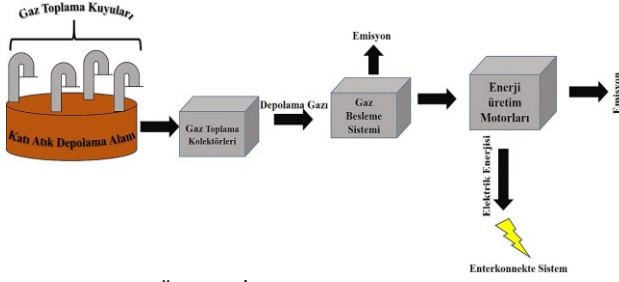 Gaz Toplama Kuyuları
Katı Atık Depolama Alanı
Gaz Toplama
Kolektörleri
Depolama Gazı
Emisyon
Gaz
Besleme
Sistemi
Enerji
üretim
Motorları
Emisyon
Elektrik Enerjisi
Enterkonnekte Sistem